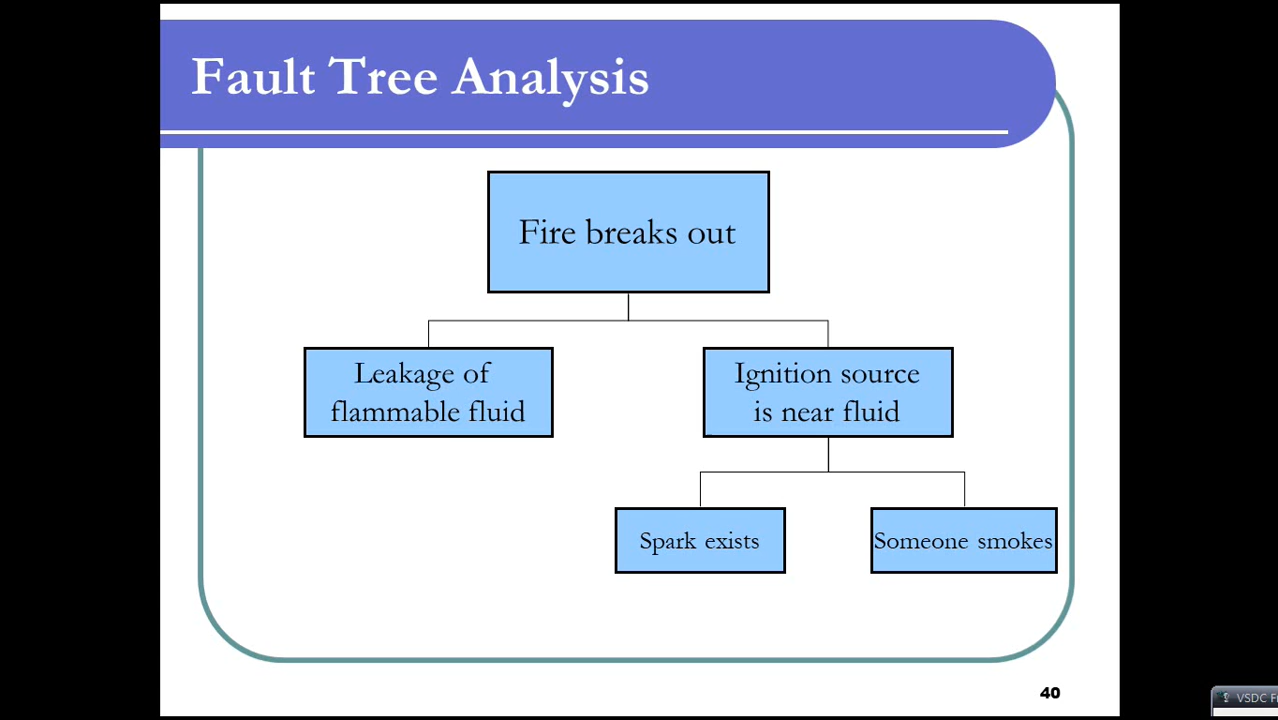 Fault Tree Analysis
Fire breaks out
Leakage of
flammable fluid
Ignition source
is near fluid
Spark exists
Someone smokes
40
VSDC